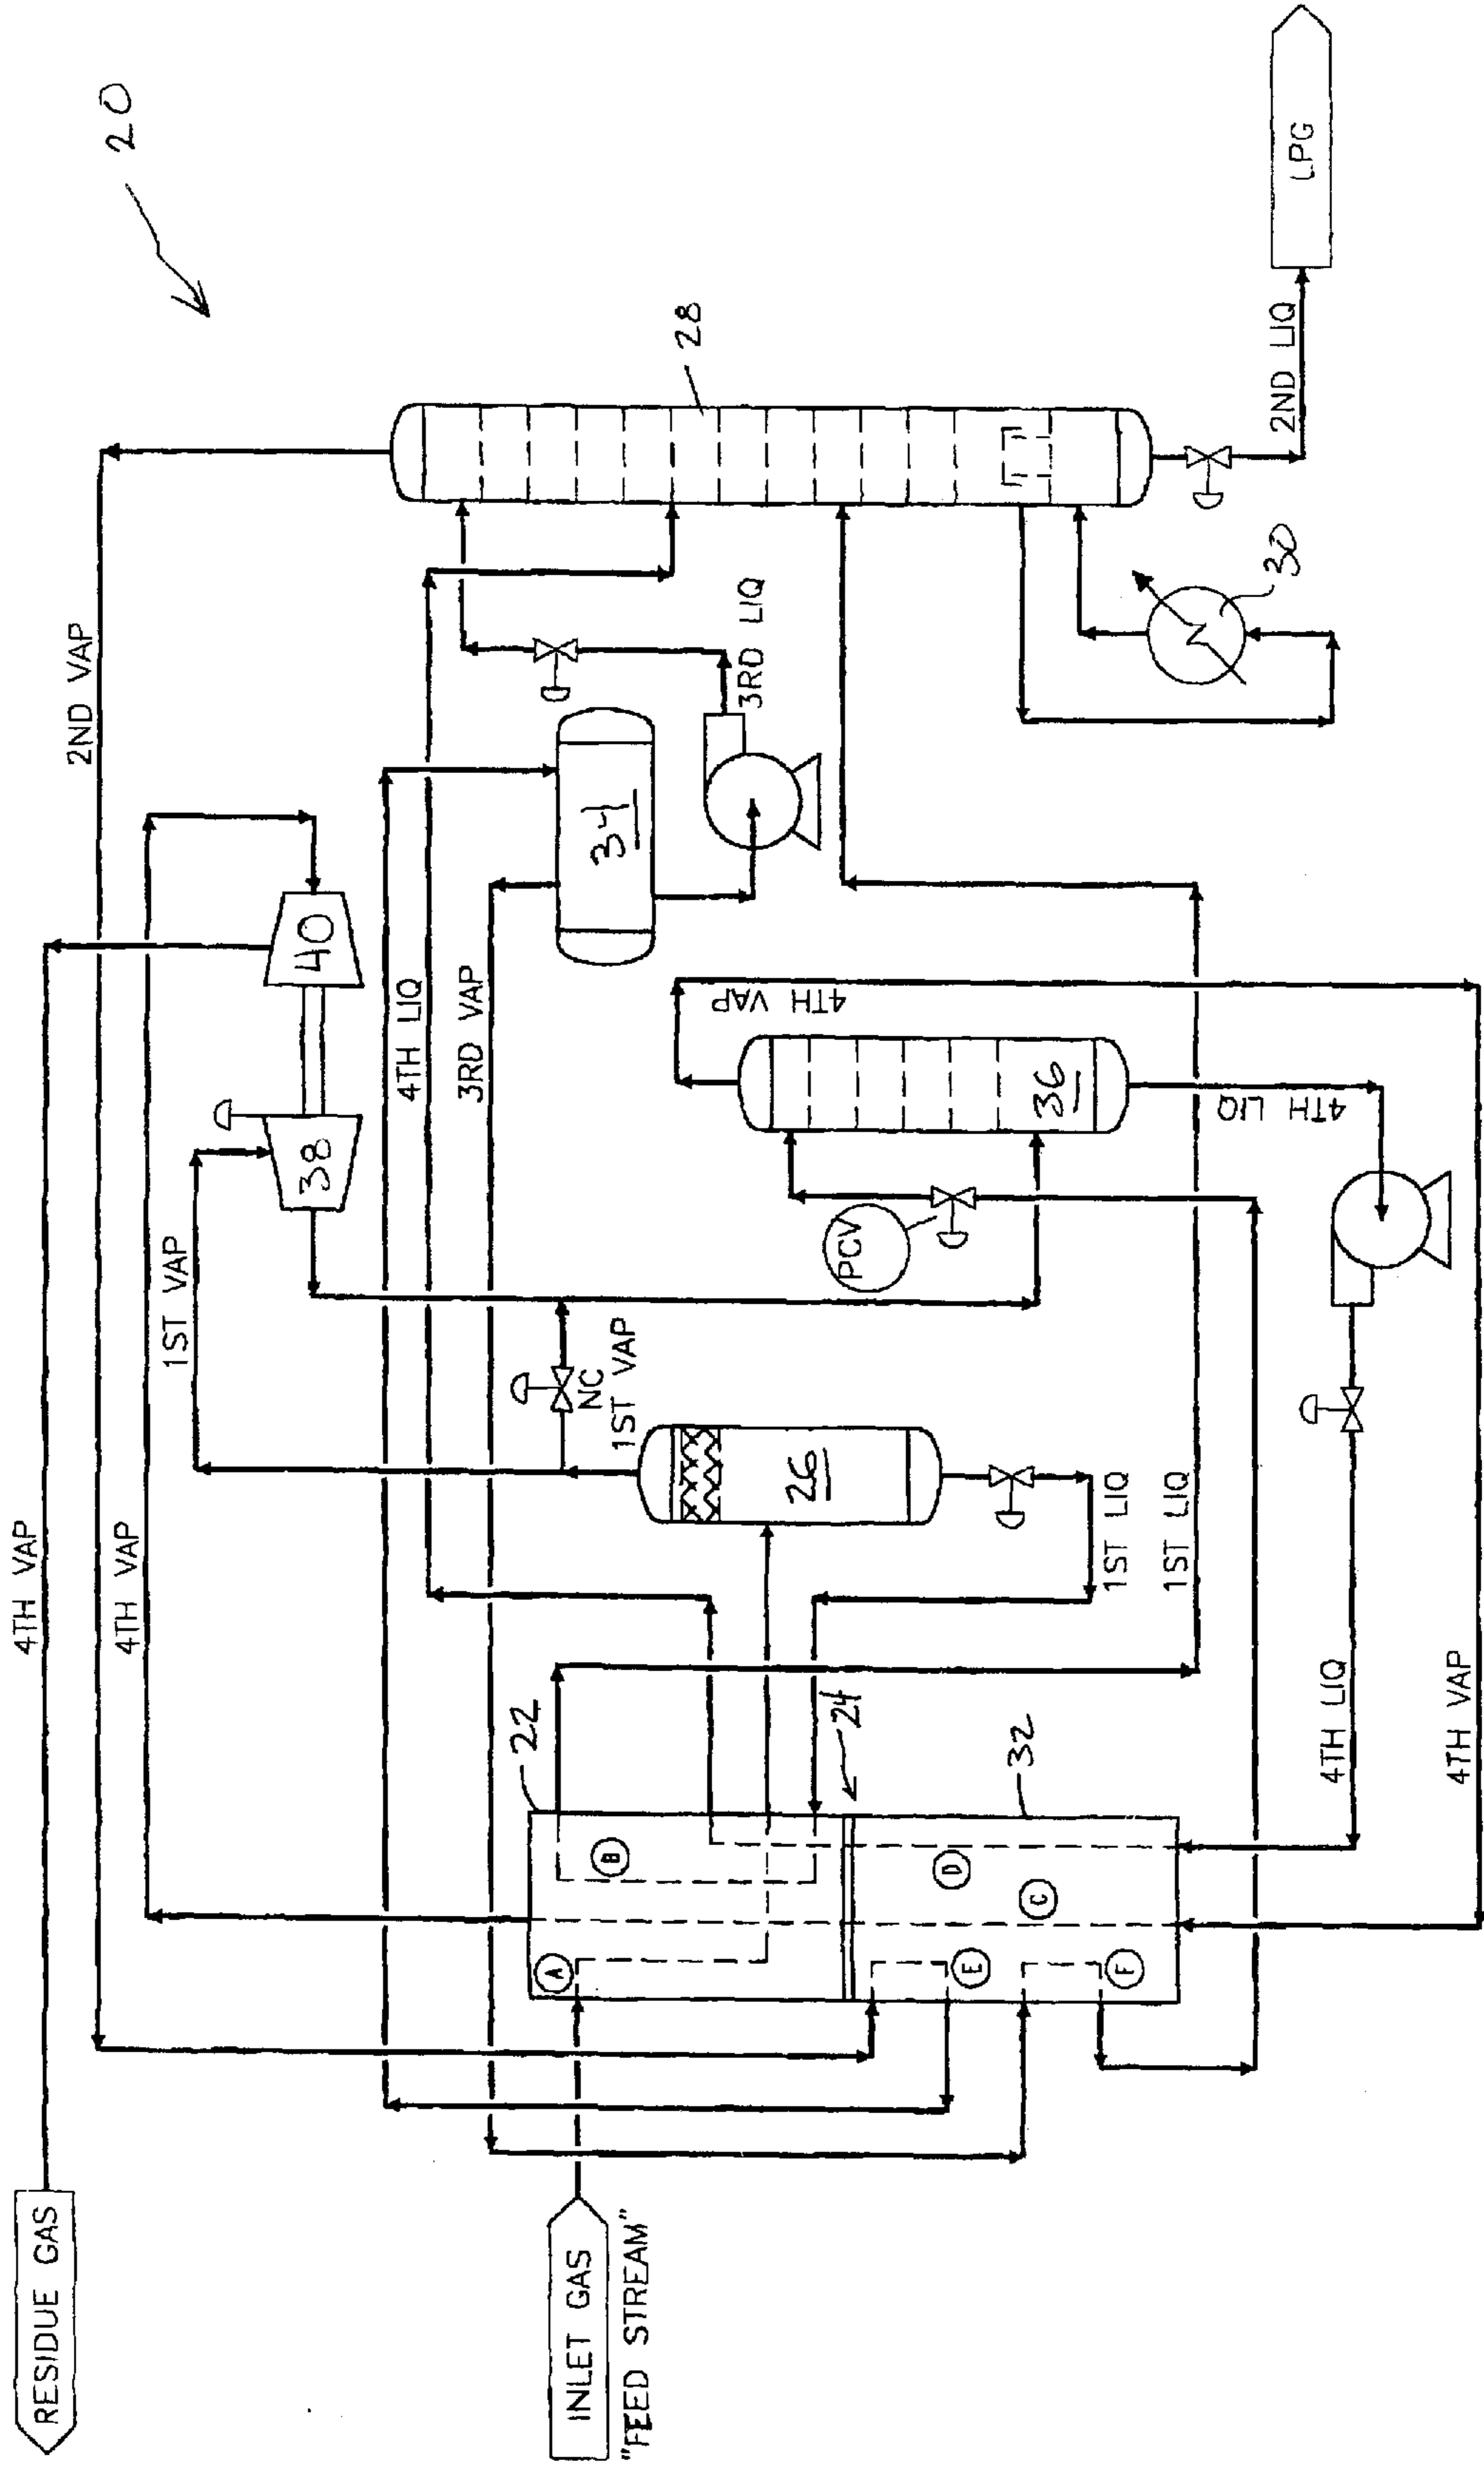 20
RESIDUE GAS
4TH VAP
2ND VAP
4TH VAP
1ST VAP
38
40
4TH LIQ
3RD VAP
INLET GAS
"FEED STREAM"
22
A
B
24
E
D
C
F
32
NC
1ST VAP
26
1ST LIQ
1ST LIQ
PCV
36
4TH VAP
4TH LIQ
34
3RD LIQ
28
30
2ND LIQ
LPG
4TH LIQ
4TH VAP